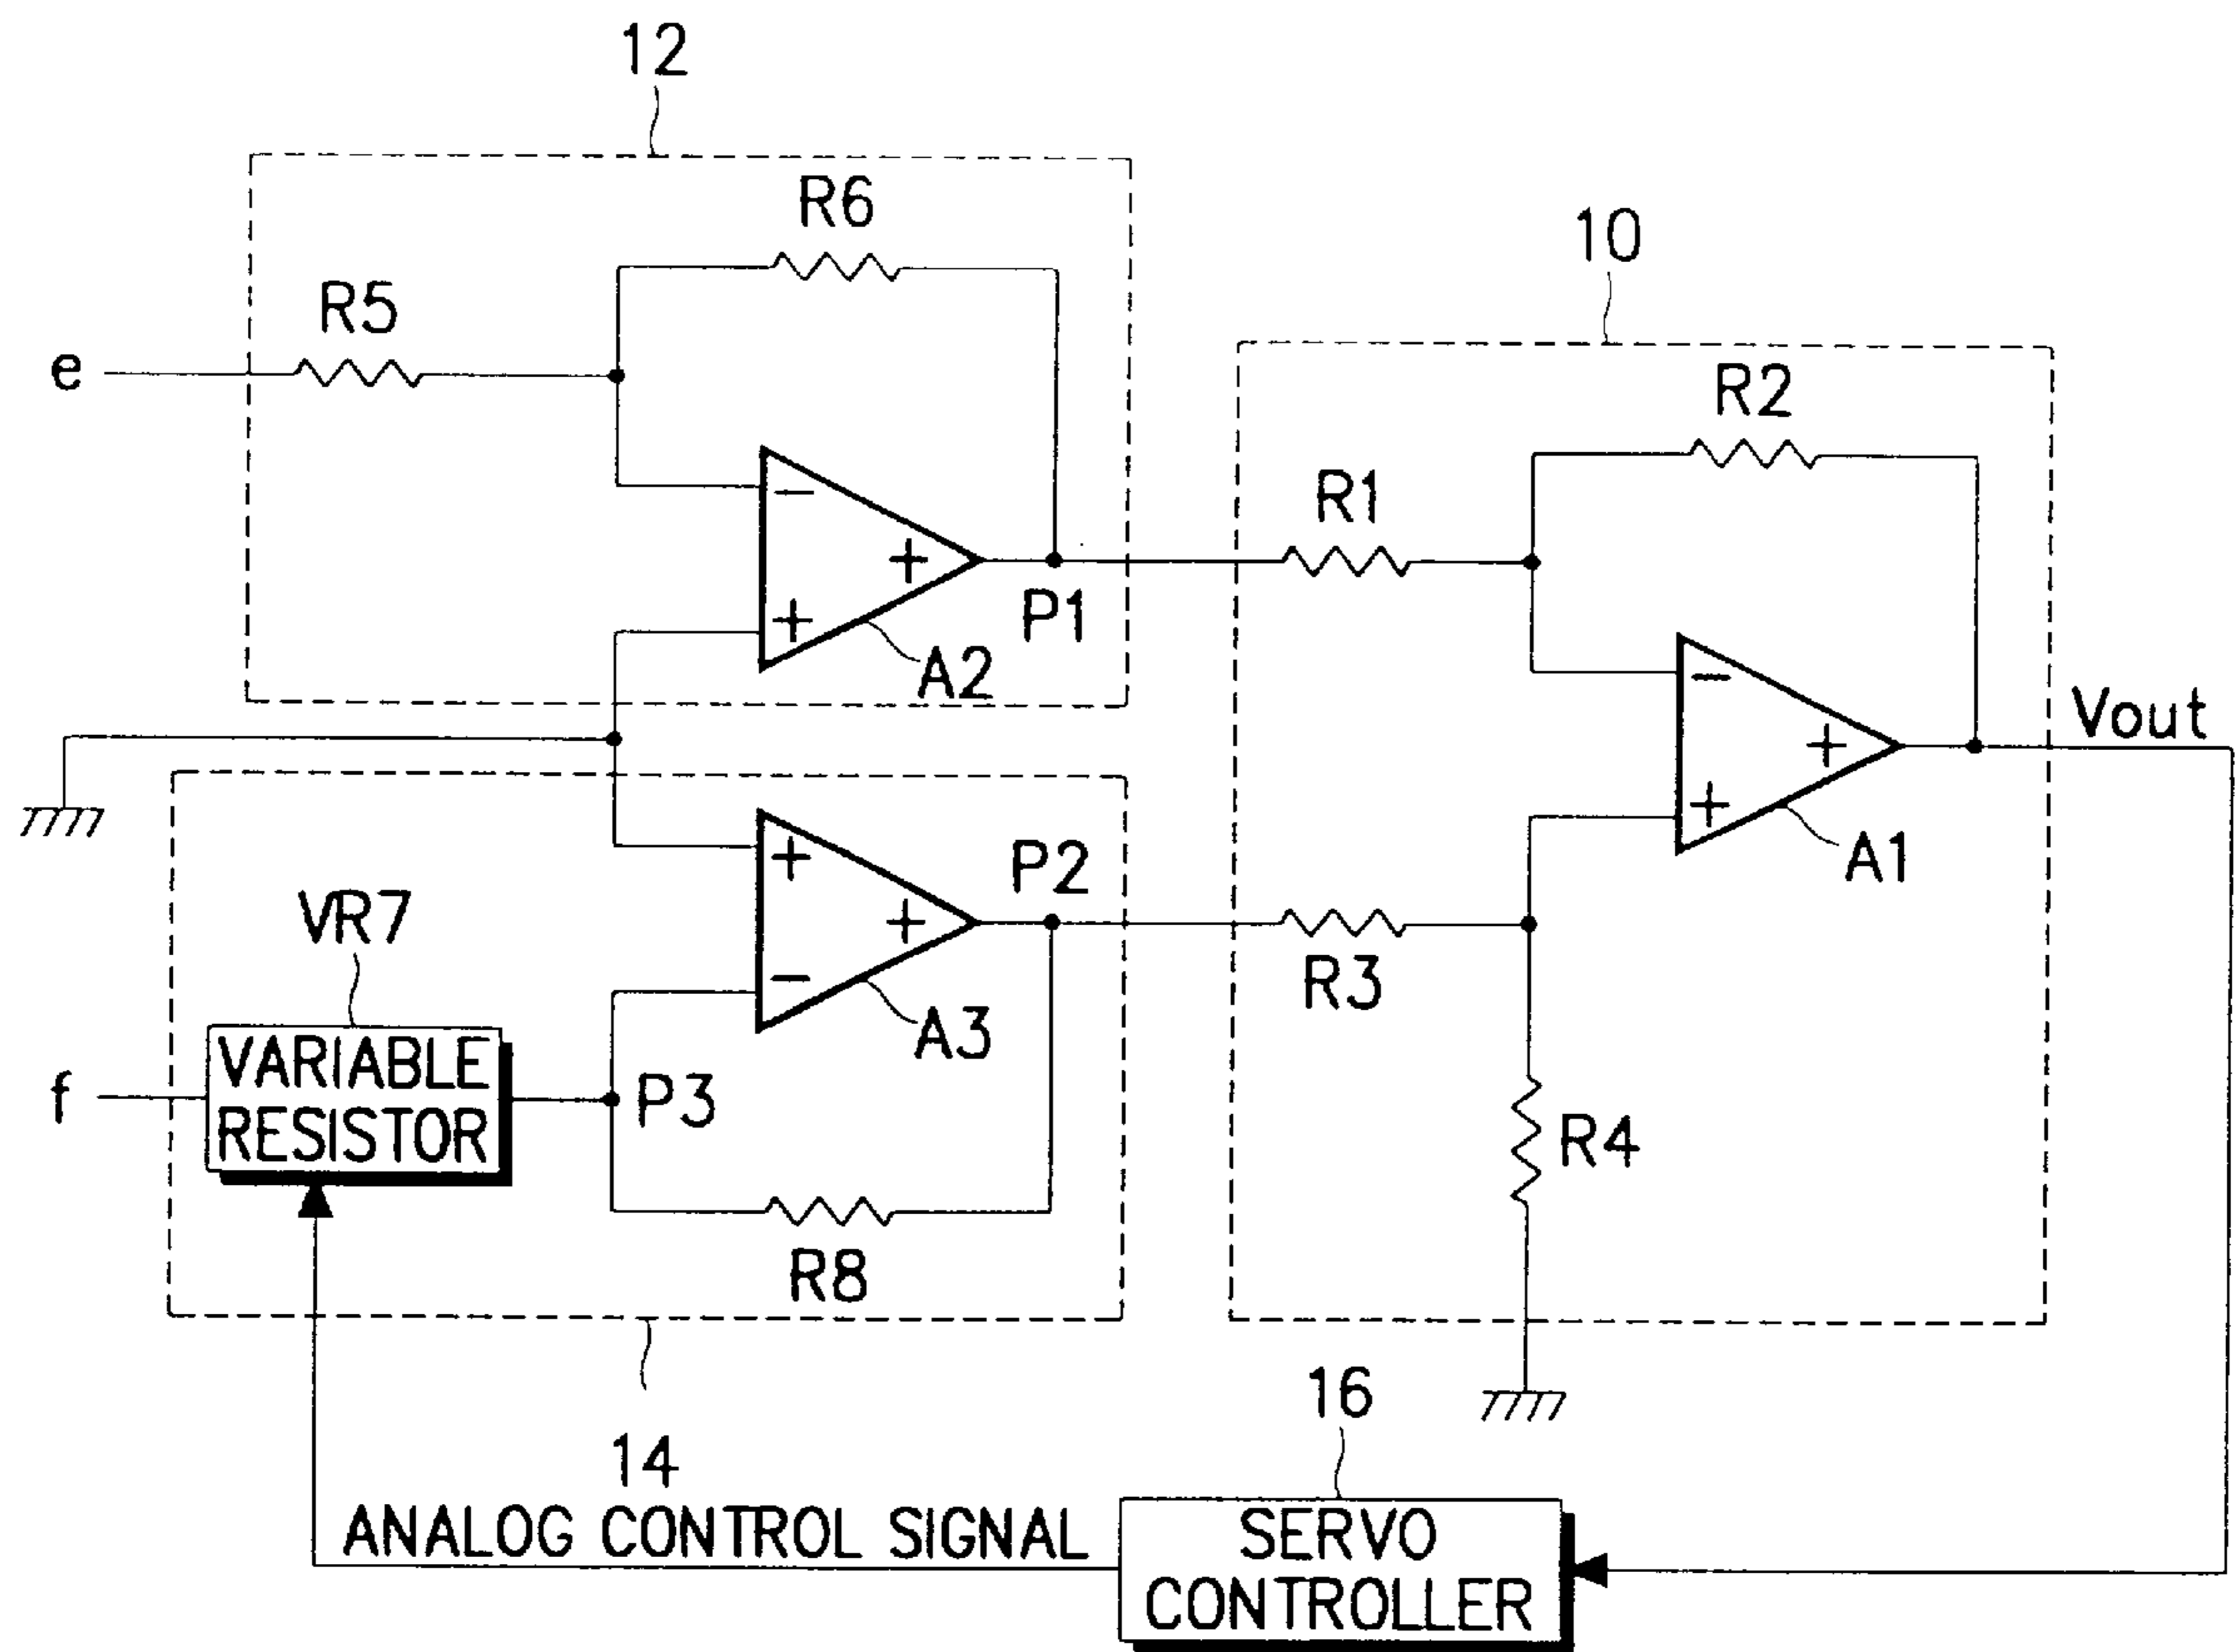 12
R6
10
R5
e
R2
R1
P1
A2
Vout
A1
P2
VR7
R3
A3
VARIABLE
RESISTOR
f
P3
R4
R8
16
14
ANALOG CONTROL SIGNAL
SERVO
CONTROLLER